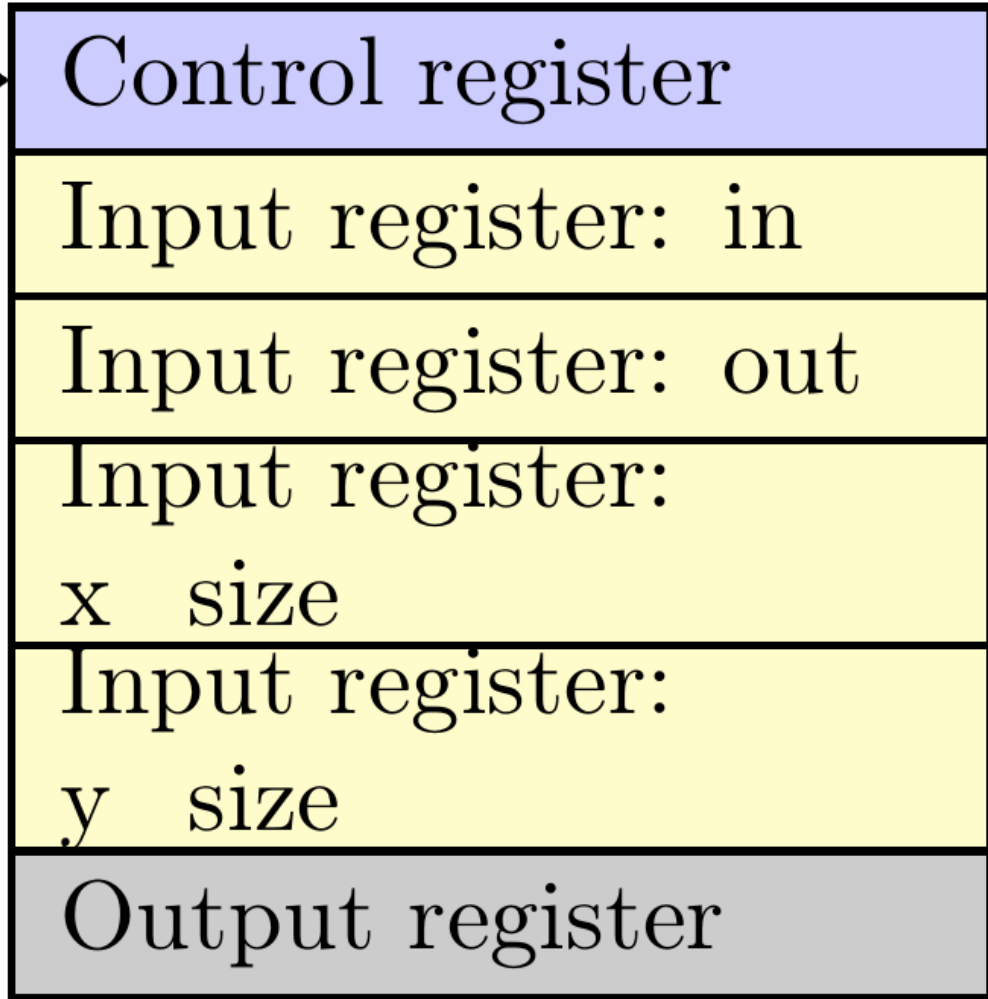 Control register
Input register: in
Input register: out
Input register:
x size
Input register:
y size
Output register